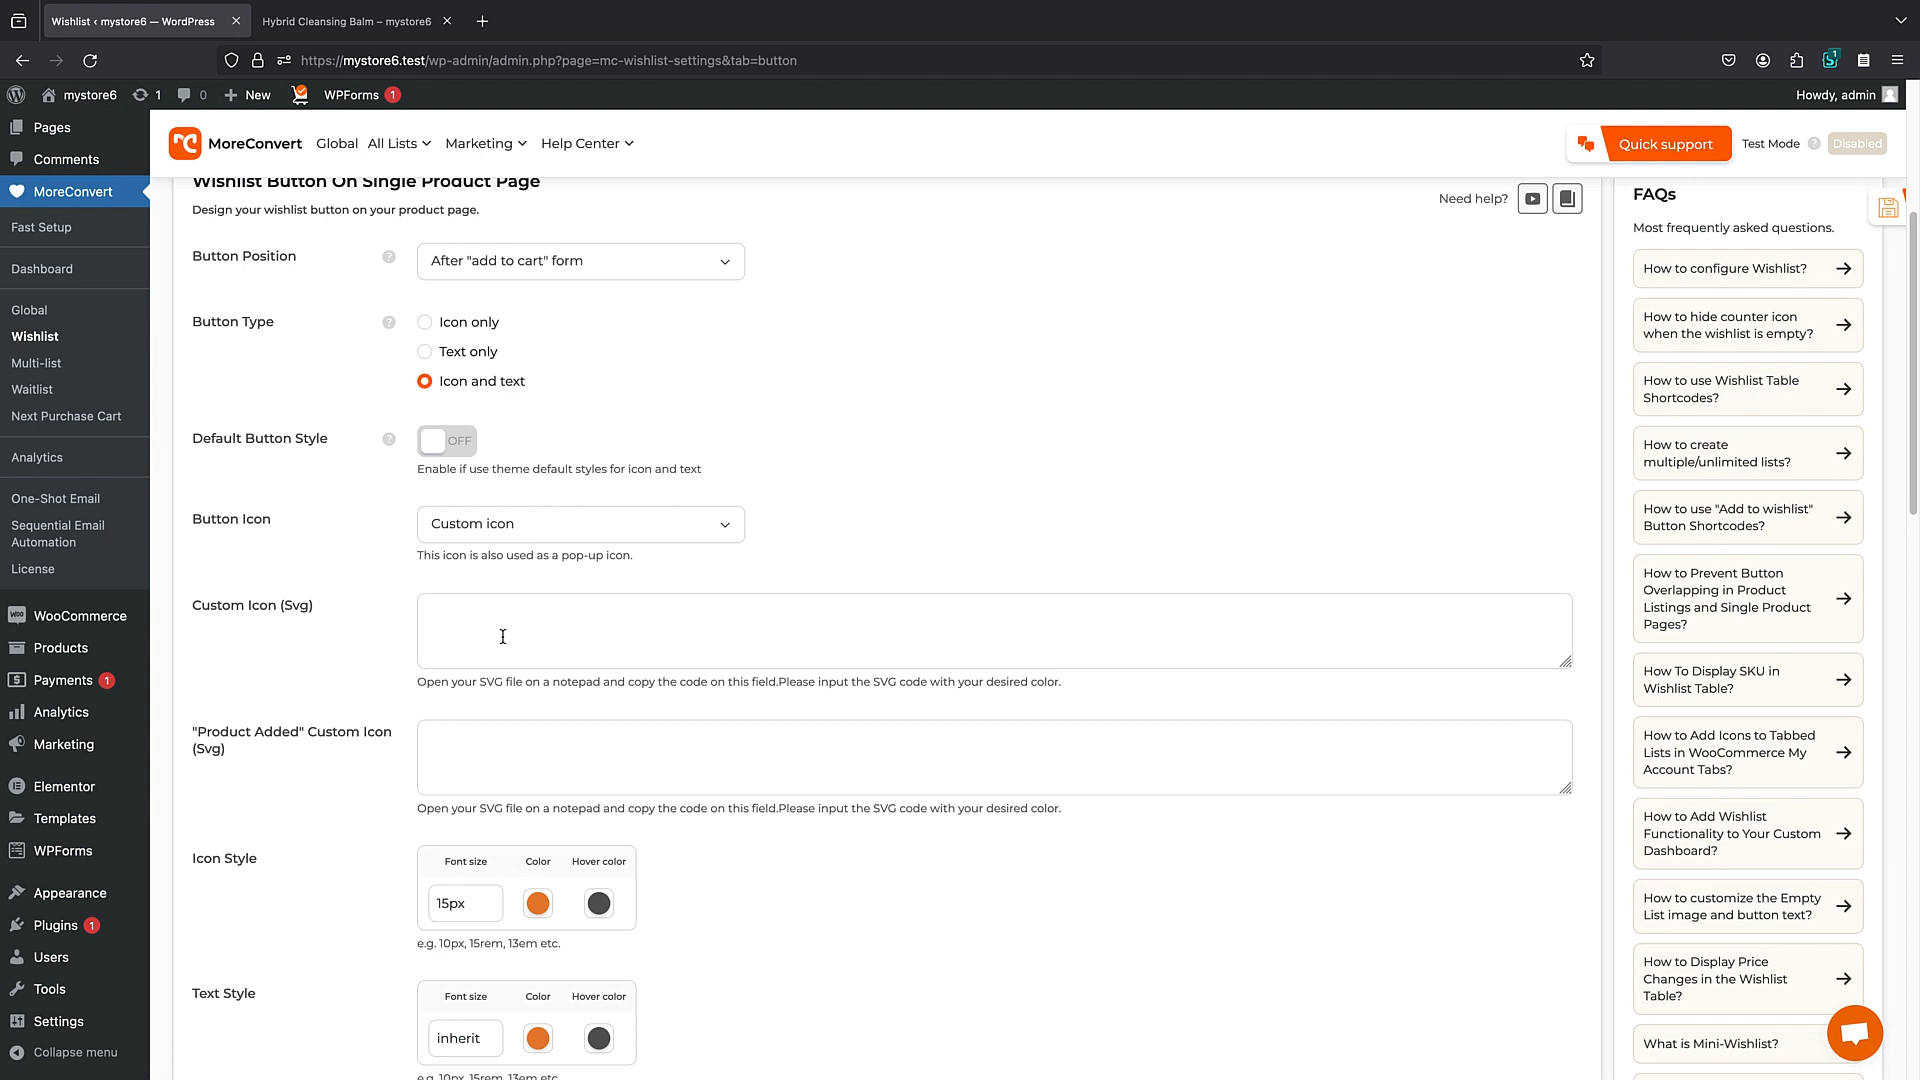 Wishlist ‹ mystore6 — WordPress
Hybrid Cleansing Balm – mystore6
https://mystore6.test/wp-admin/admin.php?page=mc-wishlist-settings&tab=button
1
mystore6
1
0
New
WPForms 1
Howdy, admin
Pages
Comments
MoreConvert
Fast Setup
Dashboard
Global
Wishlist
Multi-list
Waitlist
Next Purchase Cart
Analytics
One-Shot Email
Sequential Email
Automation
License
WooCommerce
Products
Payments 1
Analytics
Marketing
Elementor
Templates
WPForms
Appearance
Plugins 1
Users
Tools
Settings
Collapse menu
MoreConvert
Global
All Lists
Marketing
Help Center
Quick support
Test Mode
Disabled
Wishlist Button On Single Product Page
Design your wishlist button on your product page.
Need help?
Button Position
After "add to cart" form
Button Type
Icon only
Text only
Icon and text
Default Button Style
OFF
Enable if use theme default styles for icon and text
Button Icon
Custom icon
This icon is also used as a pop-up icon.
Custom Icon (Svg)
Open your SVG file on a notepad and copy the code on this field.Please input the SVG code with your desired color.
"Product Added" Custom Icon
(Svg)
Open your SVG file on a notepad and copy the code on this field.Please input the SVG code with your desired color.
Icon Style
Font size Color Hover color
15px
e.g. 10px, 15rem, 13em etc.
Text Style
Font size Color Hover color
inherit
e.g. 10px, 15rem, 13em etc.
FAQs
Most frequently asked questions.
How to configure Wishlist?
How to hide counter icon
when the wishlist is empty?
How to use Wishlist Table
Shortcodes?
How to create
multiple/unlimited lists?
How to use "Add to wishlist"
Button Shortcodes?
How to Prevent Button
Overlapping in Product
Listings and Single Product
Pages?
How To Display SKU in
Wishlist Table?
How to Add Icons to Tabbed
Lists in WooCommerce My
Account Tabs?
How to Add Wishlist
Functionality to Your Custom
Dashboard?
How to customize the Empty
List image and button text?
How to Display Price
Changes in the Wishlist
Table?
What is Mini-Wishlist?